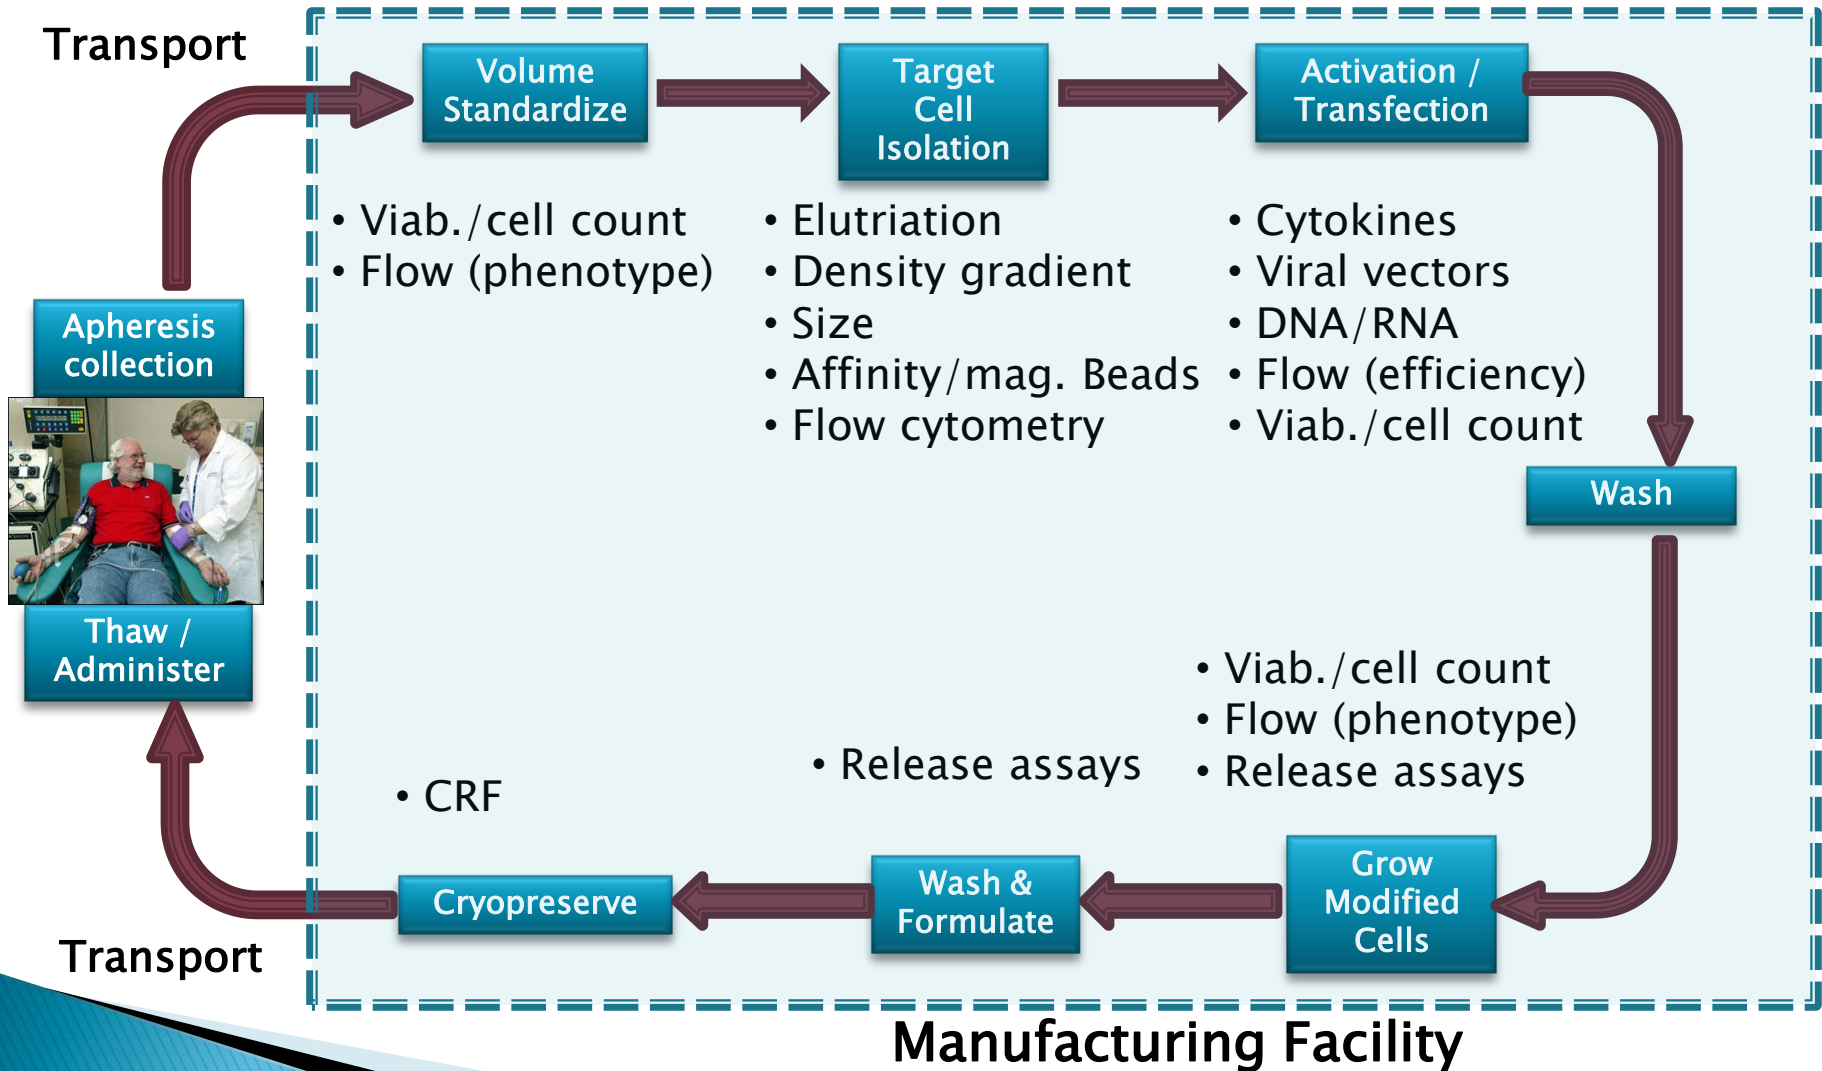 Transport
Volume
Standardize
Target
Cell
Isolation
Activation /
Transfection
• Viab./cell count
• Flow (phenotype)
• Elutriation
• Density gradient
• Size
• Affinity/mag. Beads
• Flow cytometry
• Cytokines
• Viral vectors
• DNA/RNA
• Flow (efficiency)
• Viab./cell count
Apheresis
collection
Wash
Thaw /
Administer
• Viab./cell count
• Flow (phenotype)
• Release assays
• Release assays
• CRF
Grow
Modified
Cells
Wash &
Formulate
Cryopreserve
Transport
Manufacturing Facility